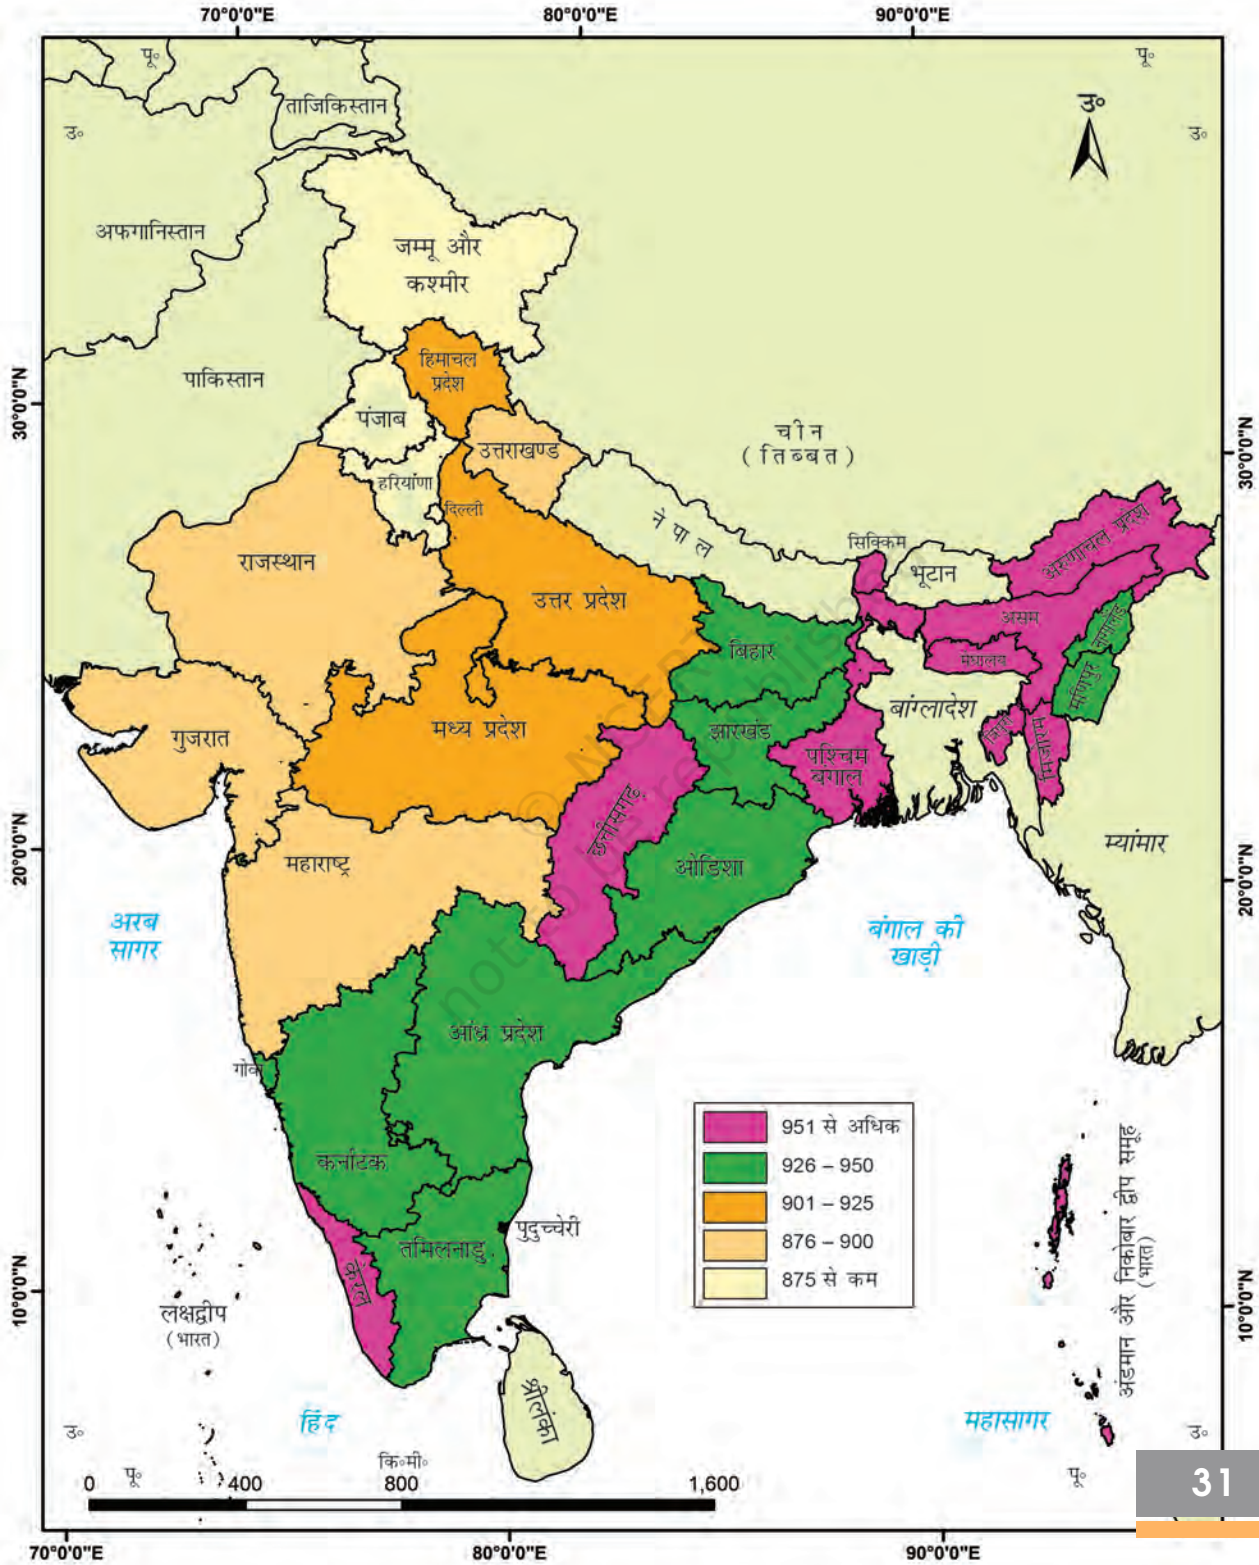 70°0'0"E 80°0'0"E 90°0'0"E
पू॰ पू॰
ताजिकिस्तान
उ॰
उ॰ उ॰
अफगानिस्तान
जम्मू और
कश्मीर
हिमाचल
प्रदेश
पाकिस्तान
30°0'0"N
पंजाब
उत्तराखण्ड
चीन
(तिब्बत)
30°0'0"N
हरियांणा
दिल्ली
नेपाल
सिक्किम
भूटान
अरुणाचल प्रदेश
राजस्थान
उत्तर प्रदेश
असम
नागालैंड
बिहार
मेघालय
मणिपुर
बांग्लादेश
गुजरात
मध्य प्रदेश
झारखंड
त्रिपुरा
मिजोरम
पश्चिम
बंगाल
छत्तीसगढ़
म्यांमार
20°0'0"N
महाराष्ट्र
ओडिशा
20°0'0"N
अरब
सागर
बंगाल की
खाड़ी
आंध्र प्रदेश
गोवा
951 से अधिक
926 – 950
901 – 925
876 – 900
875 से कम
कर्नाटक
पुदुच्चेरी
तमिलनाडु
केरल
अंडमान और निकोबार द्वीप समूह
(भारत)
10°0'0"N
10°0'0"N
लक्षद्वीप
(भारत)
श्रीलंका
हिंद
महासागर
उ॰ उ॰
कि॰मी॰
पू॰ पू॰
0 400 800 1,600
31
70°0'0"E 80°0'0"E 90°0'0"E
© NCERT
not to be republished